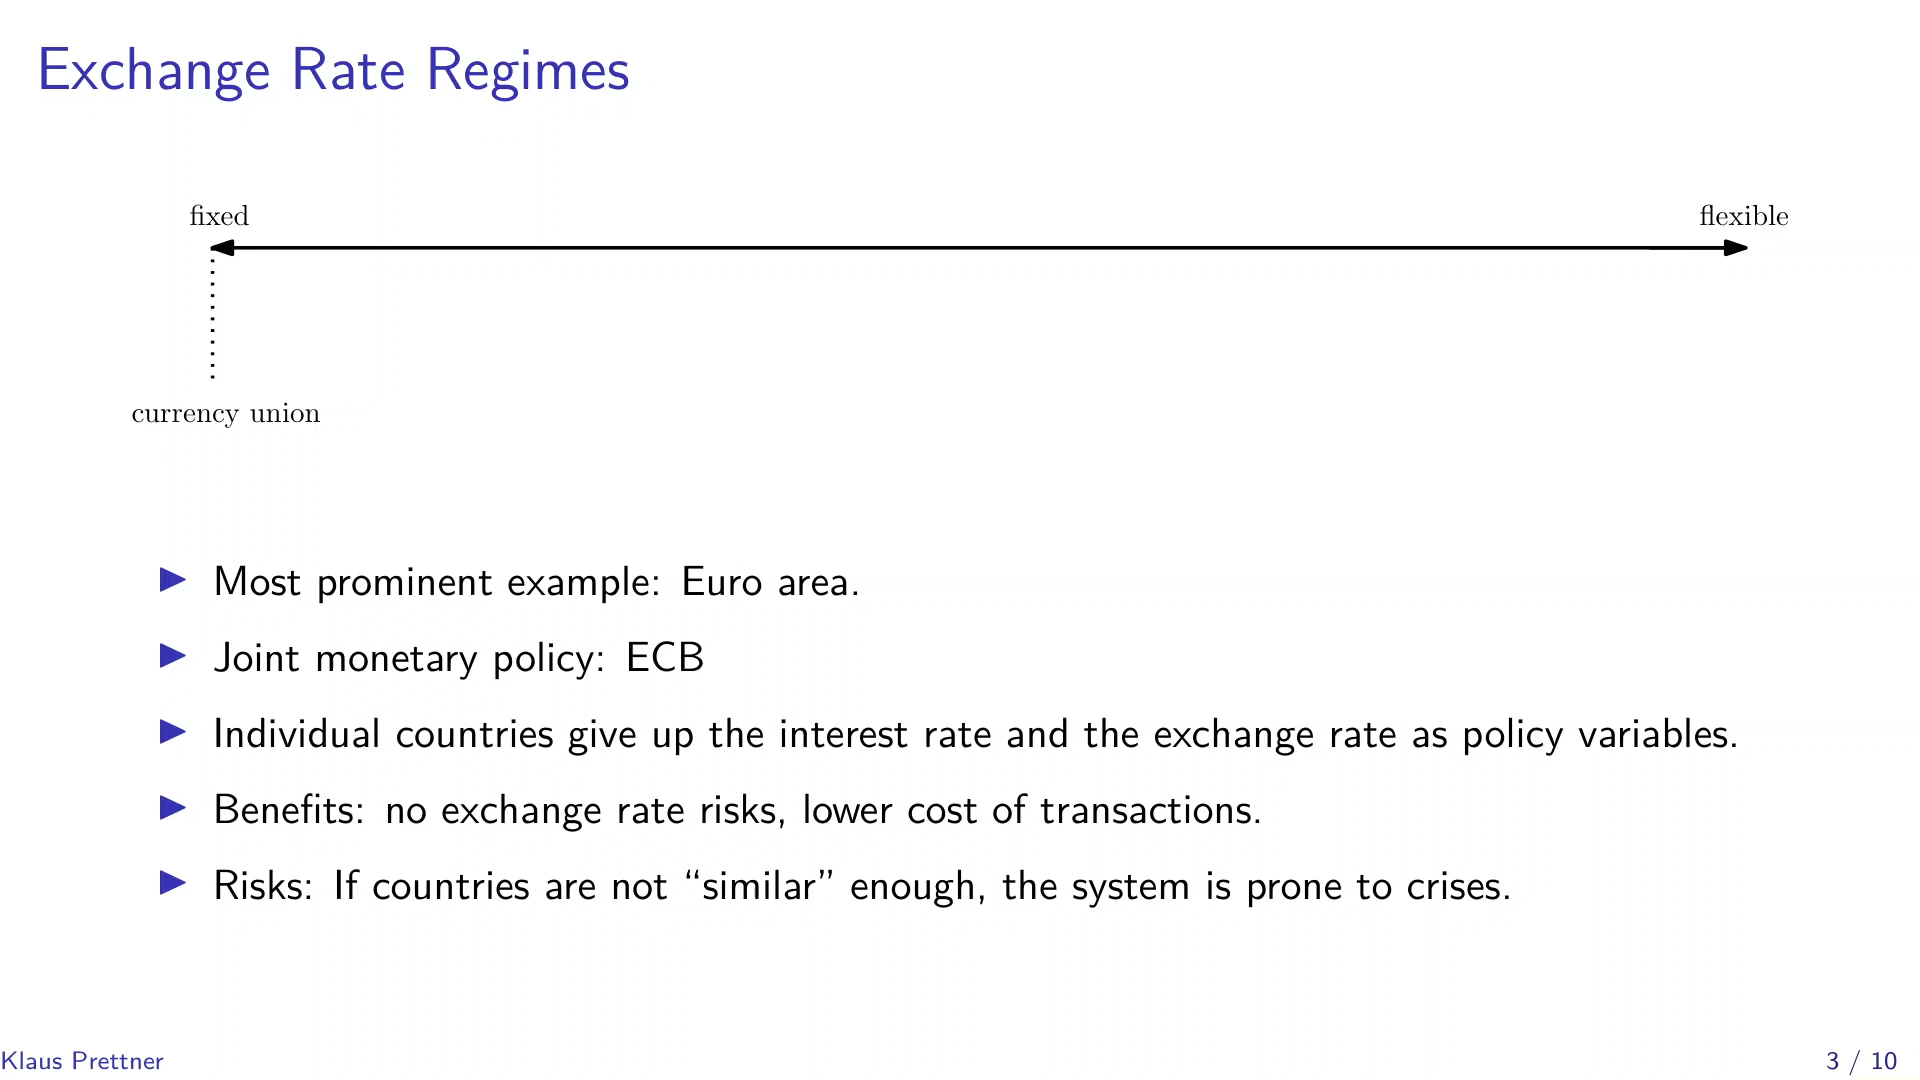 Exchange Rate Regimes
fixed
flexible
currency union
Most prominent example: Euro area.
Joint monetary policy: ECB
Individual countries give up the interest rate and the exchange rate as policy variables.
Benefits: no exchange rate risks, lower cost of transactions.
Risks: If countries are not “similar” enough, the system is prone to crises.
Klaus Prettner
3 / 10